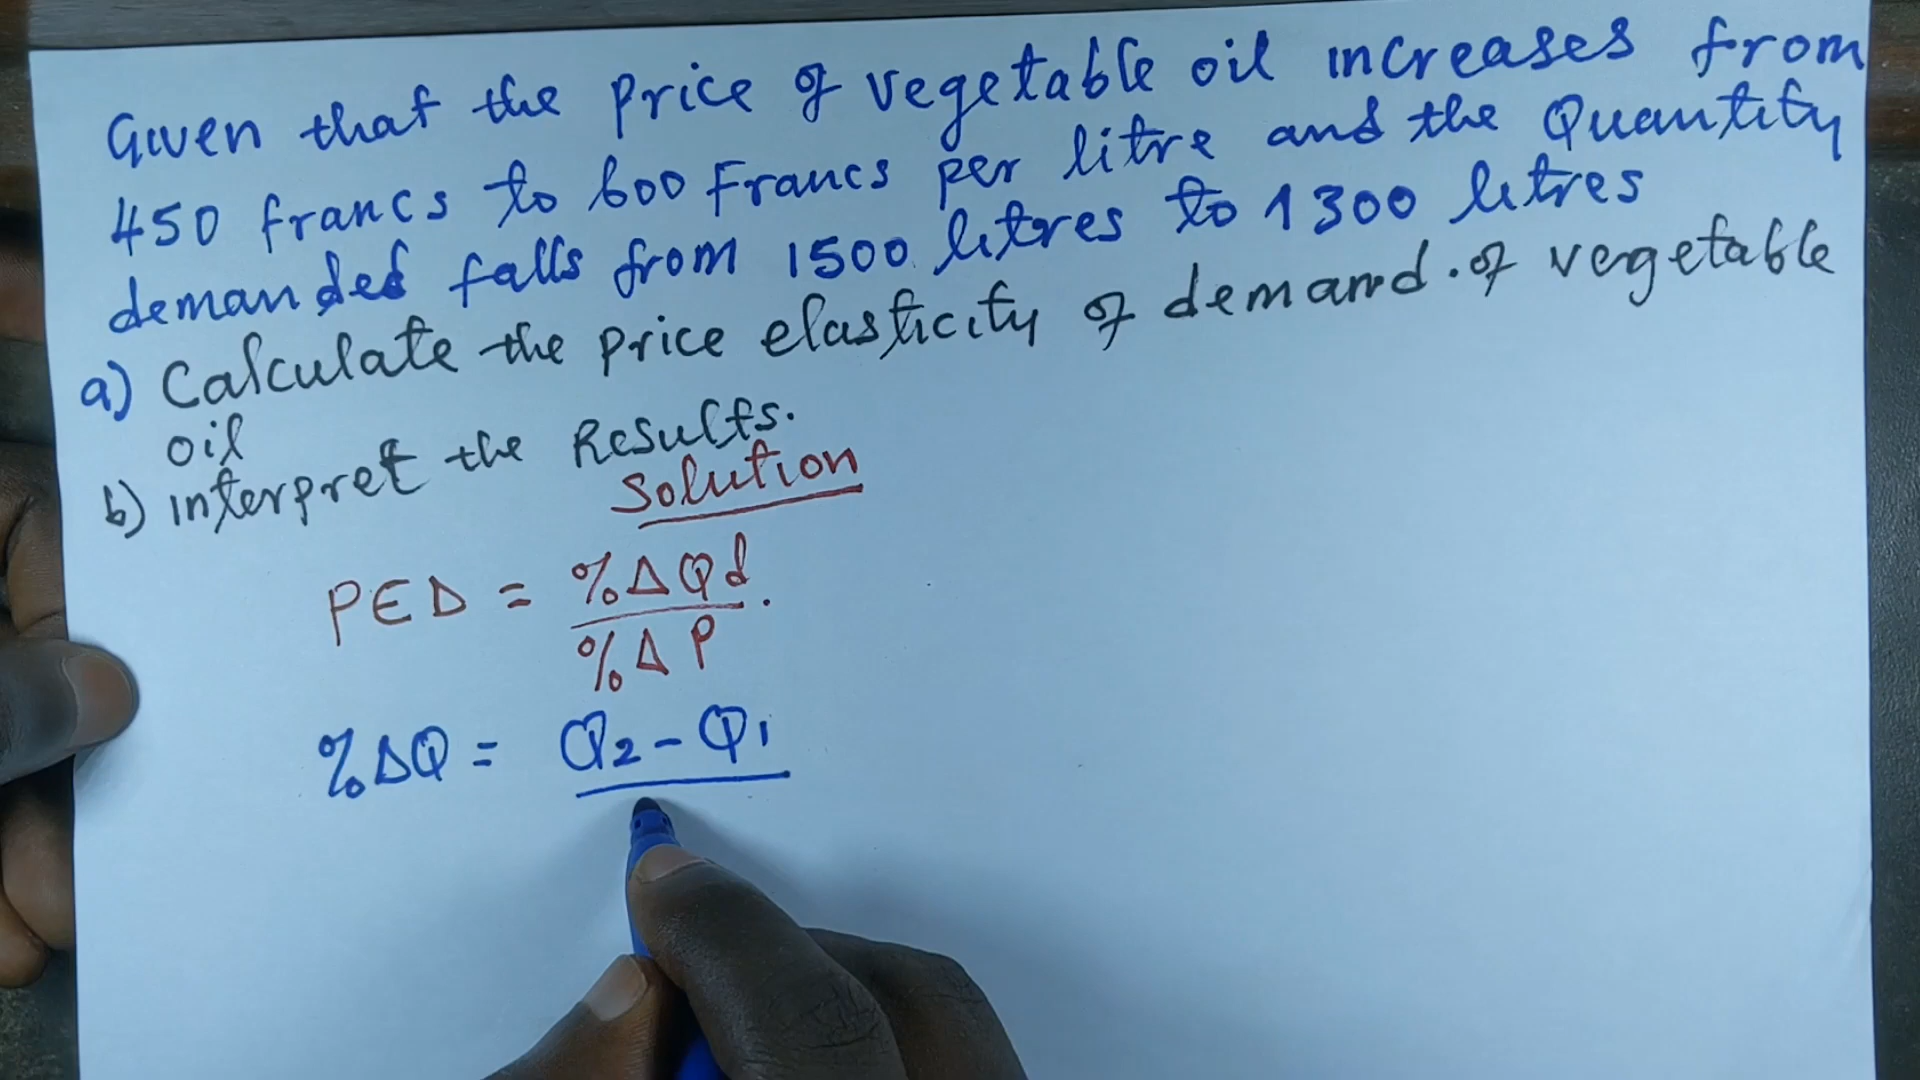 Given that the price of vegetable oil increases from
450 francs to 600 Francs per litre and the Quantity
demanded falls from 1500 litres to 1300 litres
a) Calculate the price elasticity of demand.of vegetable
oil
b) interpret the Results.
Solution
PED = %ΔQd
%ΔP
%ΔQ = Q2 - Q1